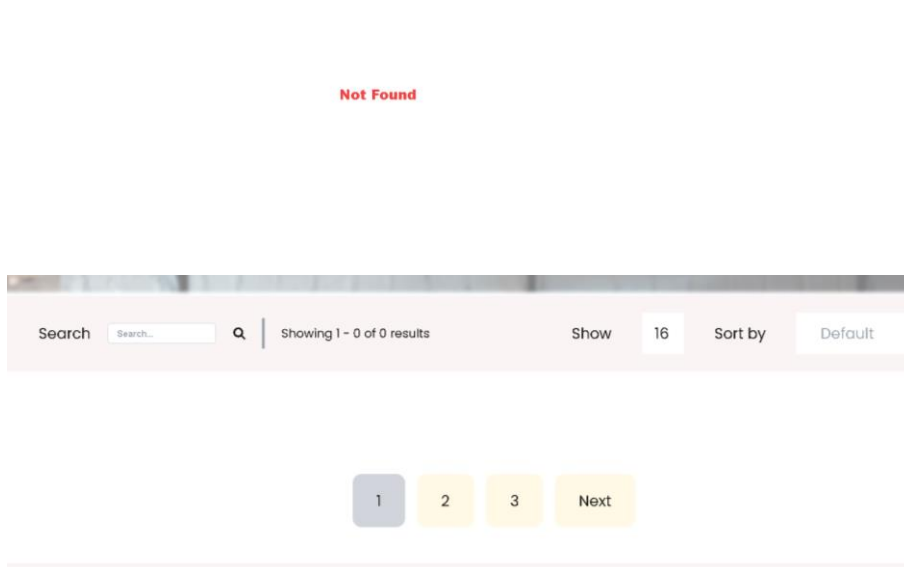 Not Found
Search Search... Showing 1 - 0 of 0 results Show 16 Sort by Default
1 2 3 Next